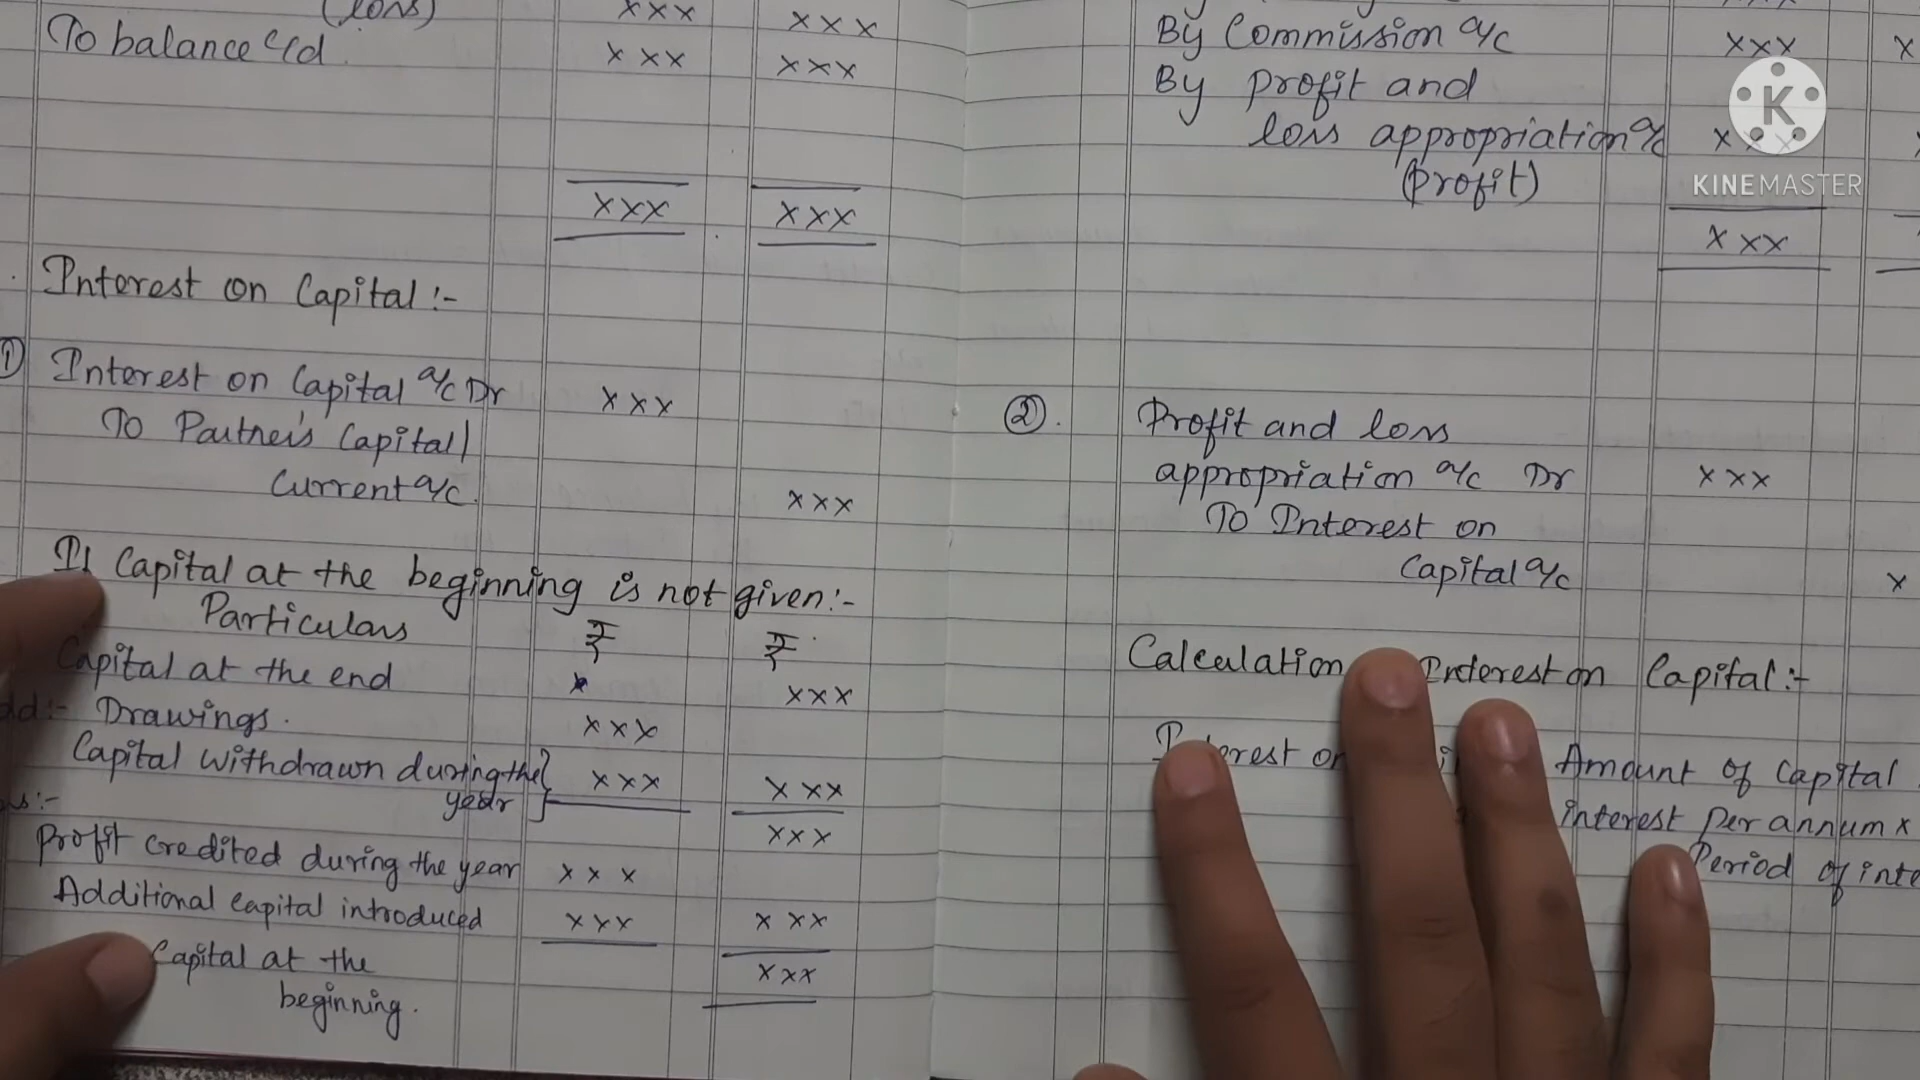 (loss) xxx xxx
To balance c/d xxx xxx
xxx xxx
Interest on Capital :-
① Interest on Capital a/c Dr xxx
To Partner's Capital/
Current a/c. xxx
If Capital at the beginning is not given:-
Particulars ₹ ₹
Capital at the end xxx
Drawings. xxx
Capital withdrawn during the year } xxx xxx
xxx
Profit credited during the year xxx
Additional capital introduced xxx xxx
Capital at the xxx
beginning.
By Commission a/c xxx x
By profit and
loss appropriation a/c
(profit)
xxx
②. Profit and loss
appropriation a/c Dr xxx
To Interest on
Capital a/c x
Calculation Interest on Capital :-
Amount of Capital
interest per annum x
Period of
K
KINEMASTER